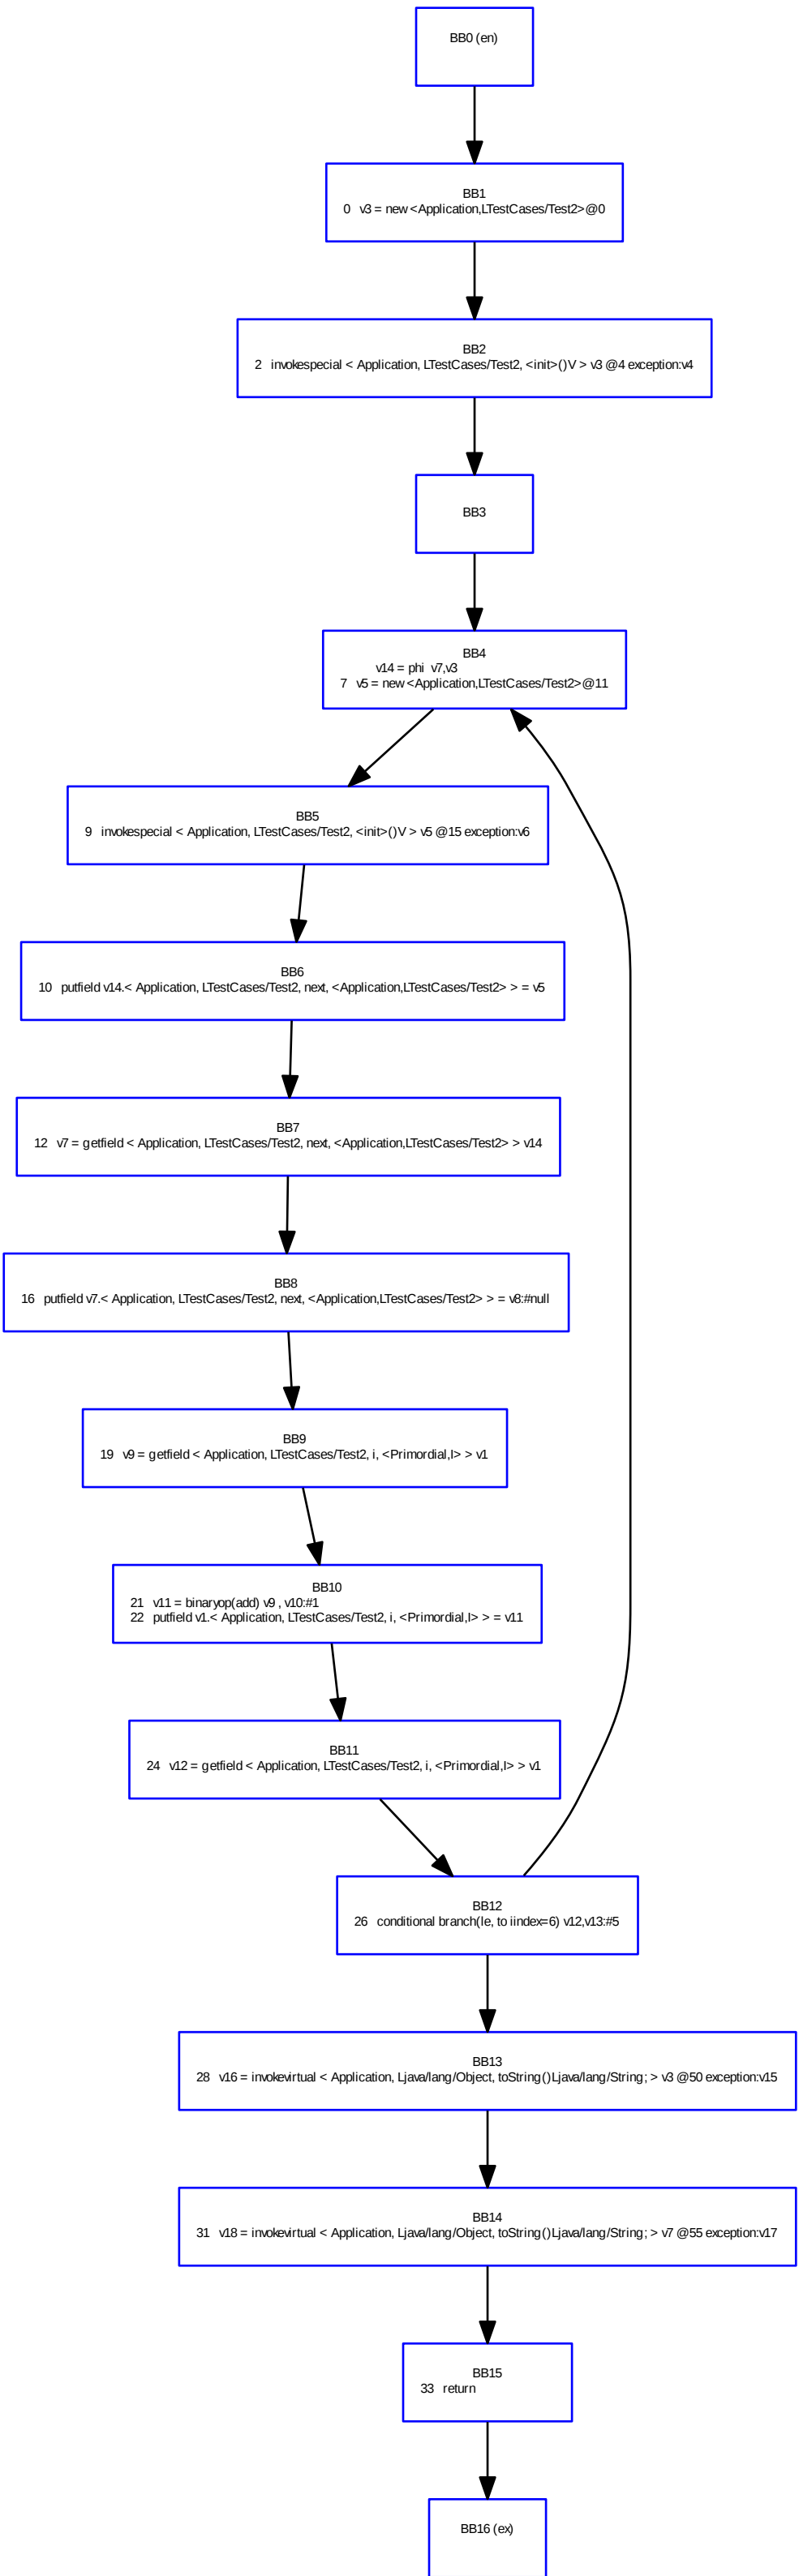 BB0 (en)
BB1
0 v3 = new <Application,LTestCases/Test2>@0
BB2
2 invokespecial < Application, LTestCases/Test2, <init>()V > v3 @4 exception:v4
BB3
BB4
v14 = phi v7,v3
7 v5 = new <Application,LTestCases/Test2>@11
BB5
9 invokespecial < Application, LTestCases/Test2, <init>()V > v5 @15 exception:v6
BB6
10 putfield v14.< Application, LTestCases/Test2, next, <Application,LTestCases/Test2> > = v5
BB7
12 v7 = getfield < Application, LTestCases/Test2, next, <Application,LTestCases/Test2> > v14
BB8
16 putfield v7.< Application, LTestCases/Test2, next, <Application,LTestCases/Test2> > = v8:#null
BB9
19 v9 = getfield < Application, LTestCases/Test2, i, <Primordial,I> > v1
BB10
21 v11 = binaryop(add) v9 , v10:#1
22 putfield v1.< Application, LTestCases/Test2, i, <Primordial,I> > = v11
BB11
24 v12 = getfield < Application, LTestCases/Test2, i, <Primordial,I> > v1
BB12
26 conditional branch(le, to iindex=6) v12,v13:#5
BB13
28 v16 = invokevirtual < Application, Ljava/lang/Object, toString()Ljava/lang/String; > v3 @50 exception:v15
BB14
31 v18 = invokevirtual < Application, Ljava/lang/Object, toString()Ljava/lang/String; > v7 @55 exception:v17
BB15
33 return
BB16 (ex)